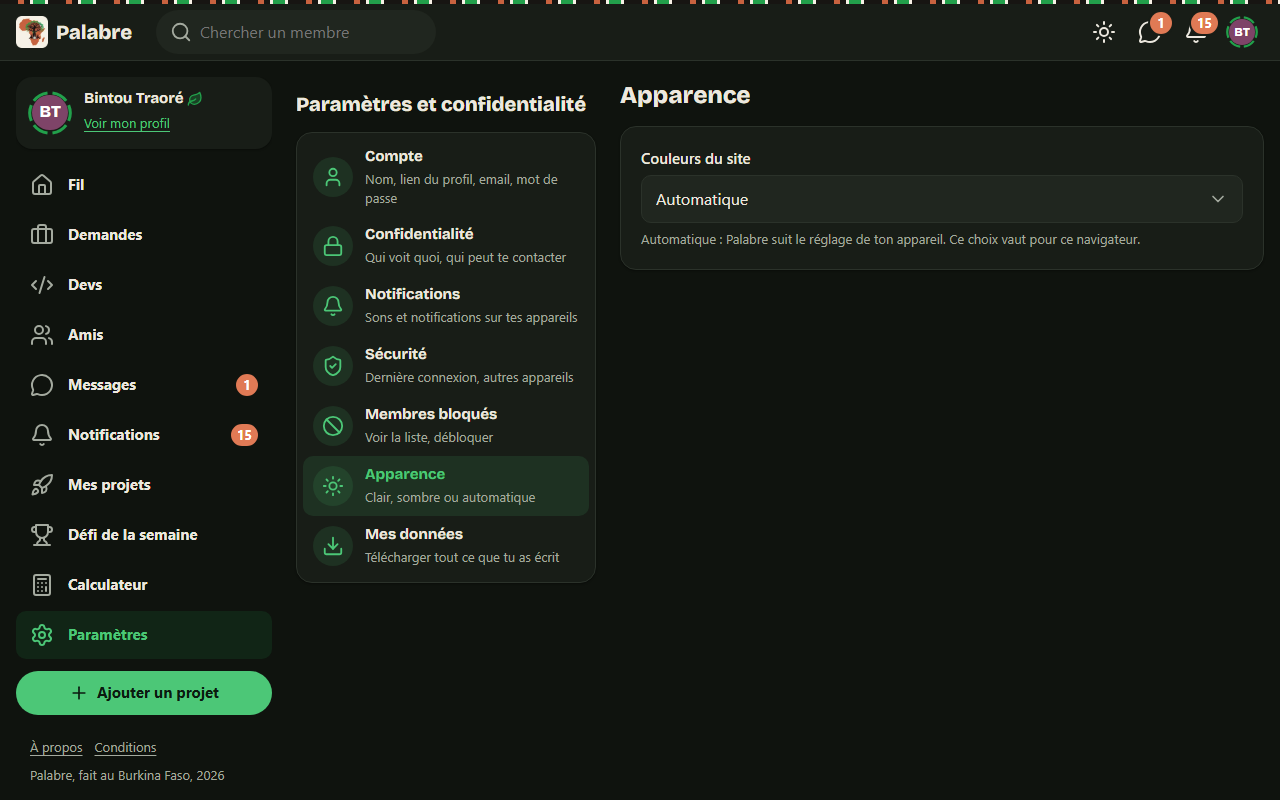 Palabre
Chercher un membre
1
15
BT
BT
Bintou Traoré
Voir mon profil
Fil
Demandes
Devs
Amis
Messages
1
Notifications
15
Mes projets
Défi de la semaine
Calculateur
Paramètres
Ajouter un projet
À propos
Conditions
Palabre, fait au Burkina Faso, 2026
Paramètres et confidentialité
Compte
Nom, lien du profil, email, mot de
passe
Confidentialité
Qui voit quoi, qui peut te contacter
Notifications
Sons et notifications sur tes appareils
Sécurité
Dernière connexion, autres appareils
Membres bloqués
Voir la liste, débloquer
Apparence
Clair, sombre ou automatique
Mes données
Télécharger tout ce que tu as écrit
Apparence
Couleurs du site
Automatique
Automatique : Palabre suit le réglage de ton appareil. Ce choix vaut pour ce navigateur.